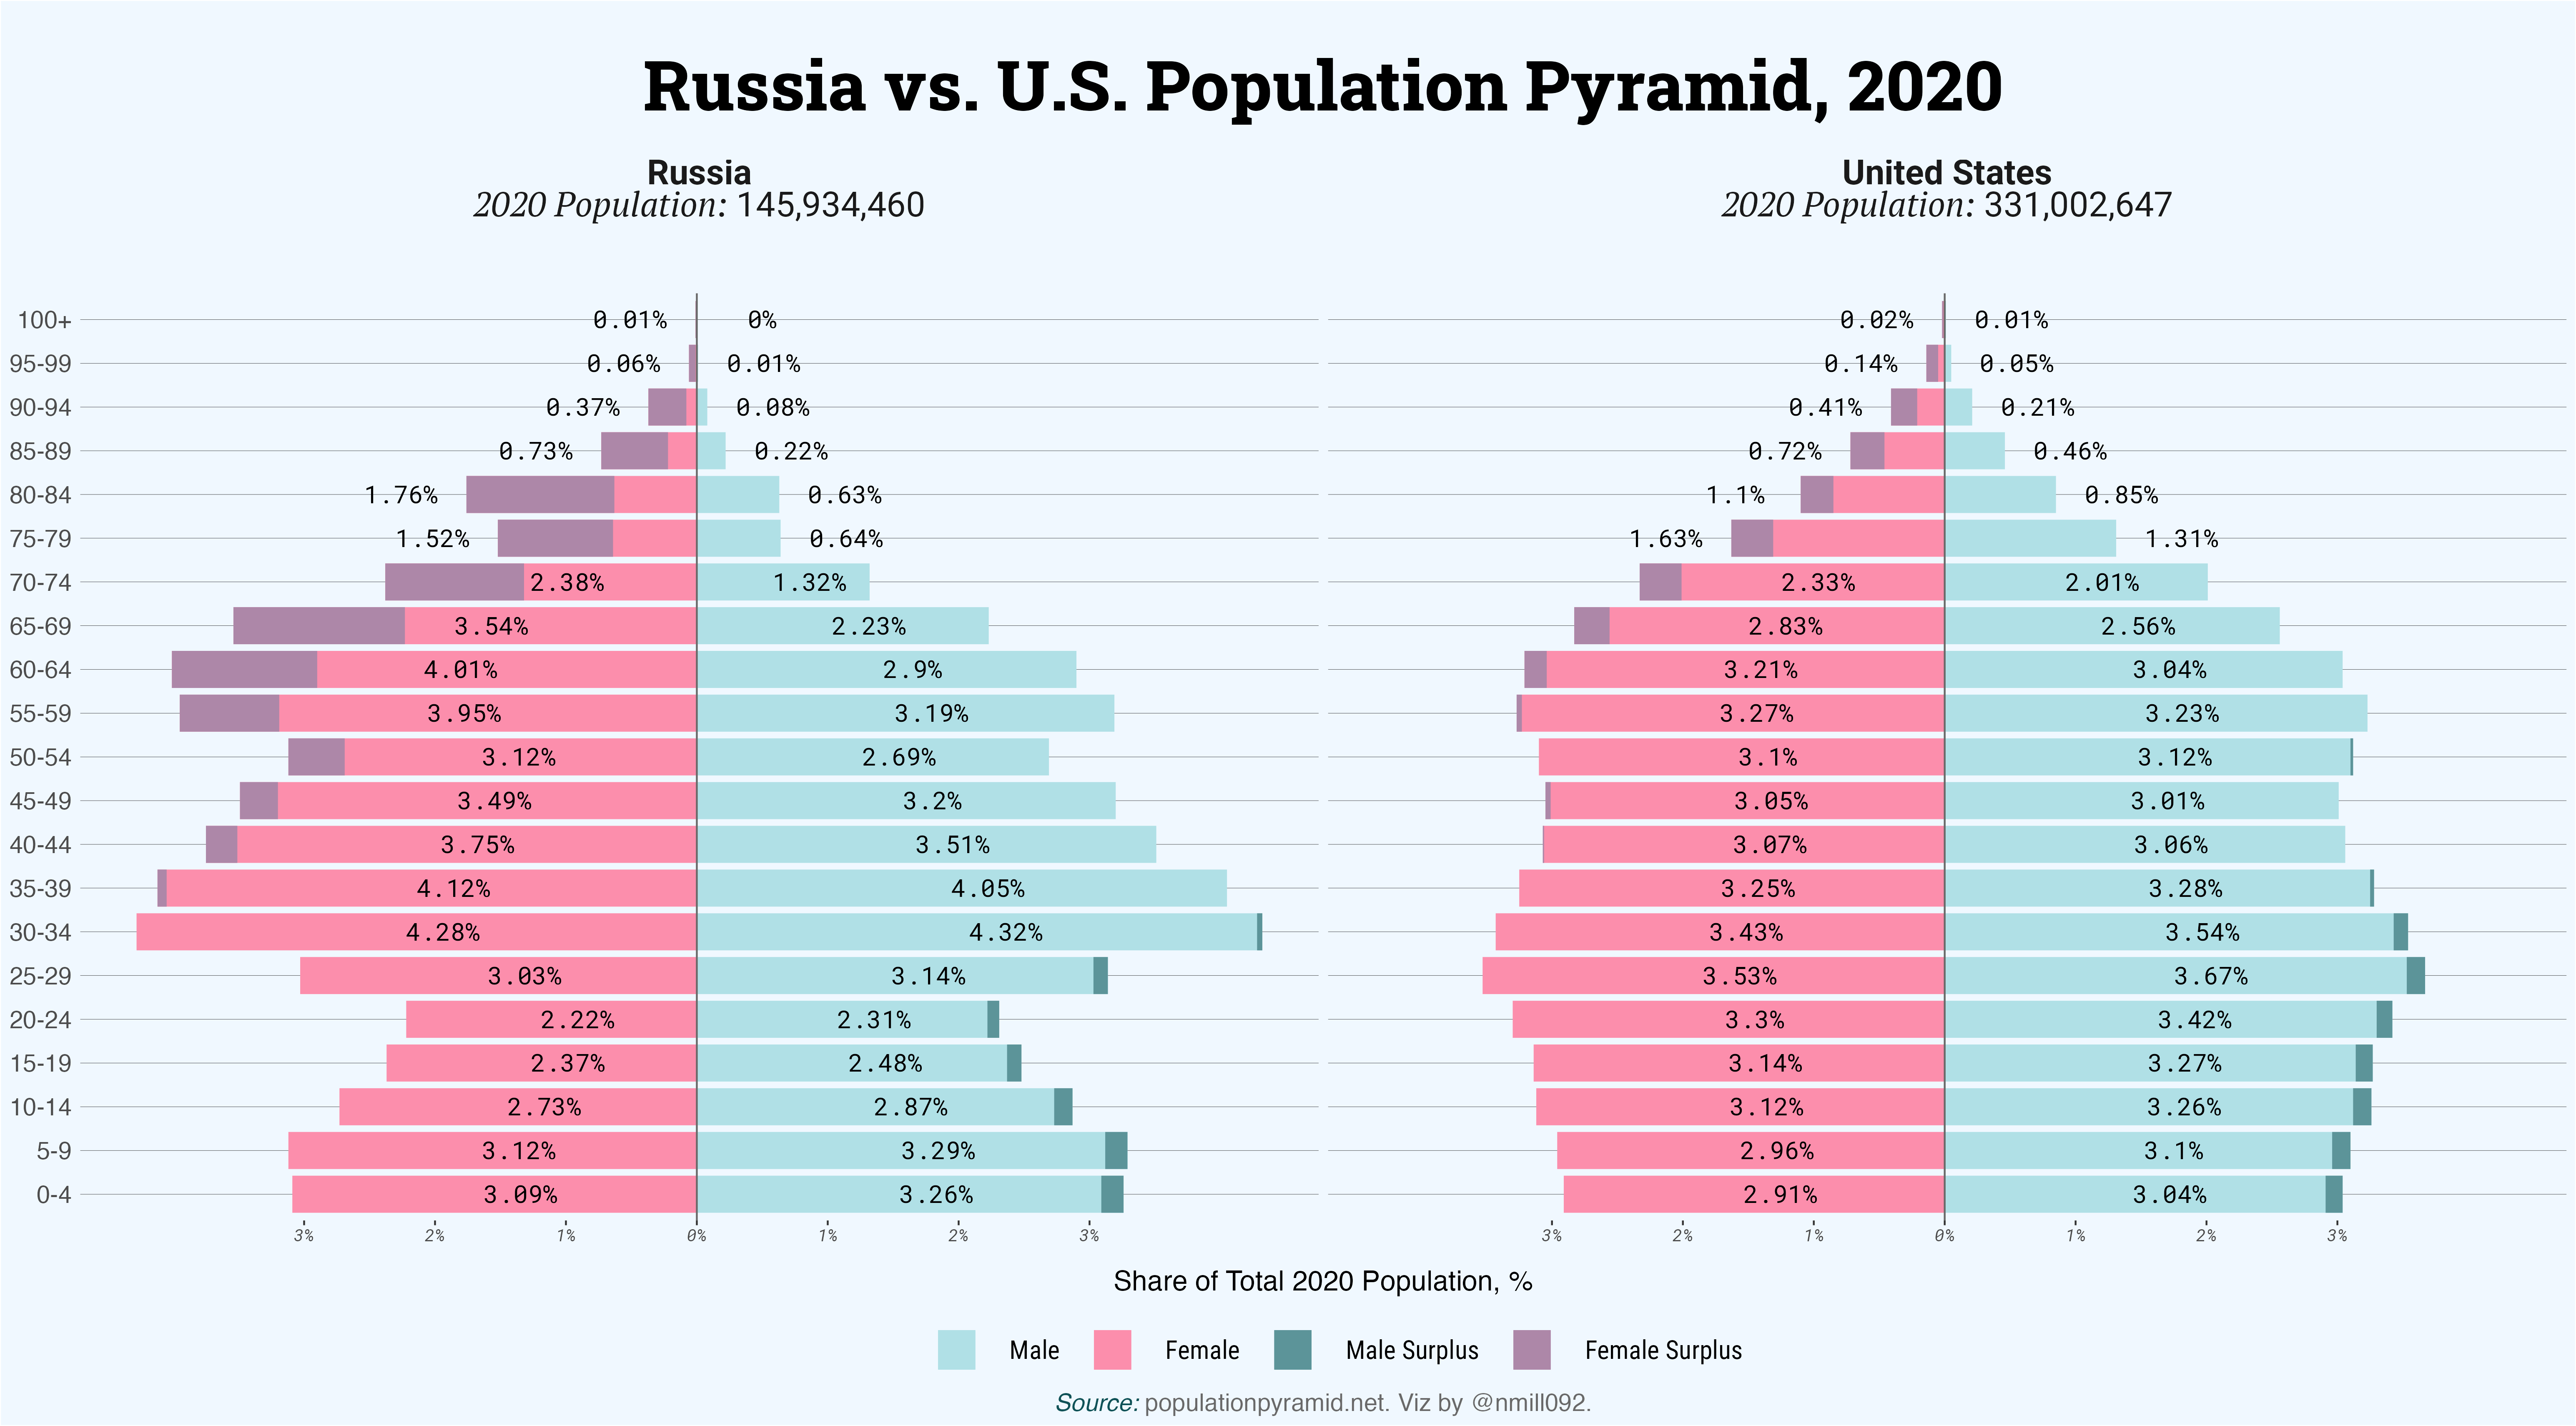 Russia vs. U.S. Population Pyramid, 2020
Russia
2020 Population: 145,934,460
United States
2020 Population: 331,002,647
100+ 0.01% 0% 0.02% 0.01%
95-99 0.06% 0.01% 0.14% 0.05%
90-94 0.37% 0.08% 0.41% 0.21%
85-89 0.73% 0.22% 0.72% 0.46%
80-84 1.76% 0.63% 1.1% 0.85%
75-79 1.52% 0.64% 1.63% 1.31%
70-74 2.38% 1.32% 2.33% 2.01%
65-69 3.54% 2.23% 2.83% 2.56%
60-64 4.01% 2.9% 3.21% 3.04%
55-59 3.95% 3.19% 3.27% 3.23%
50-54 3.12% 2.69% 3.1% 3.12%
45-49 3.49% 3.2% 3.05% 3.01%
40-44 3.75% 3.51% 3.07% 3.06%
35-39 4.12% 4.05% 3.25% 3.28%
30-34 4.28% 4.32% 3.43% 3.54%
25-29 3.03% 3.14% 3.53% 3.67%
20-24 2.22% 2.31% 3.3% 3.42%
15-19 2.37% 2.48% 3.14% 3.27%
10-14 2.73% 2.87% 3.12% 3.26%
5-9 3.12% 3.29% 2.96% 3.1%
0-4 3.09% 3.26% 2.91% 3.04%
3% 2% 1% 0% 1% 2% 3% 3% 2% 1% 0% 1% 2% 3%
Share of Total 2020 Population, %
Male Female Male Surplus Female Surplus
Source: populationpyramid.net. Viz by @nmill092.